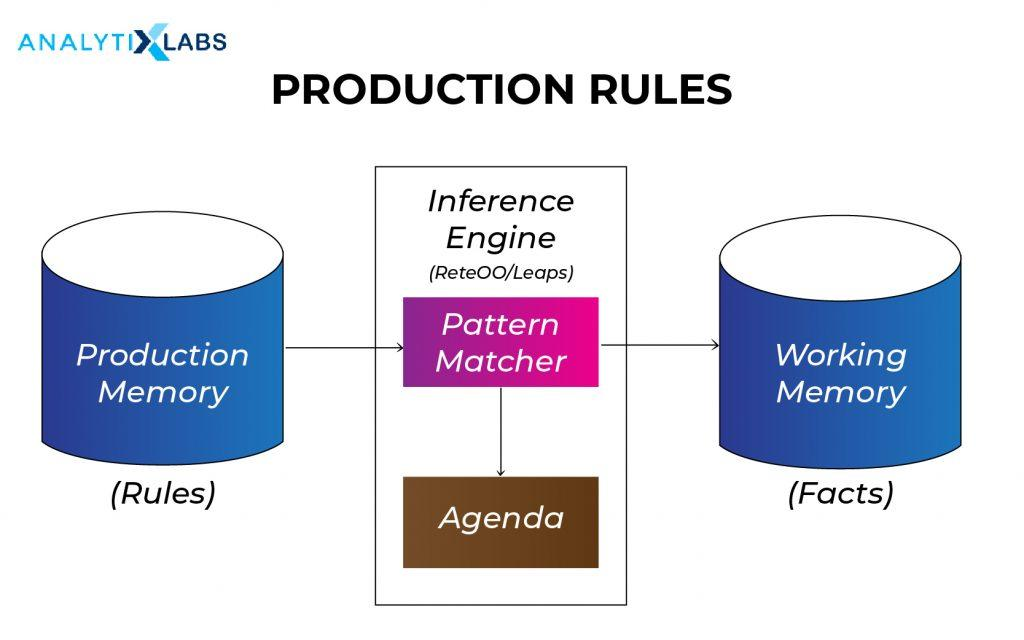 ANALYTIXLABS
PRODUCTION RULES
Inference
Engine
(ReteOO/Leaps)
Pattern
Matcher
Production
Memory
Working
Memory
(Rules)
(Facts)
Agenda